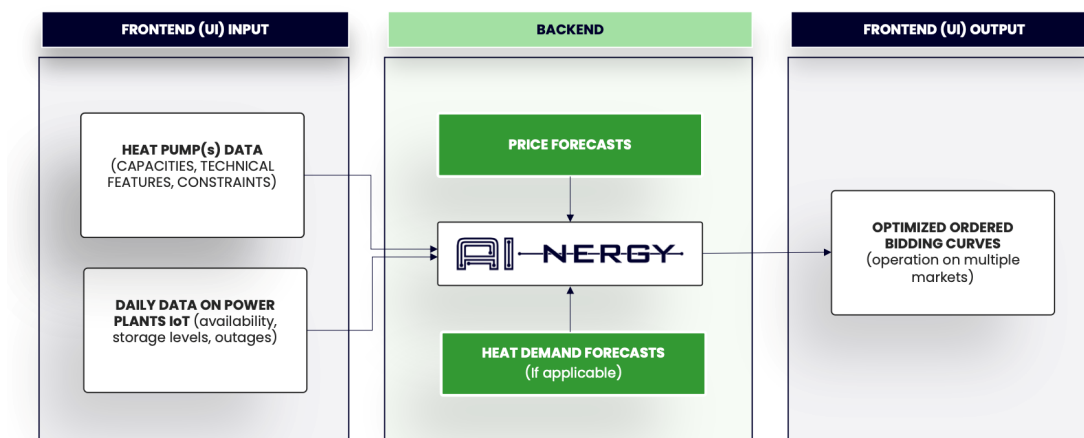 FRONTEND (UI) INPUT
BACKEND
FRONTEND (UI) OUTPUT
HEAT PUMP(s) DATA
(CAPACITIES, TECHNICAL
FEATURES, CONSTRAINTS)
DAILY DATA ON POWER
PLANTS IoT (availability,
storage levels, outages)
PRICE FORECASTS
AI-NERGY
HEAT DEMAND FORECASTS
(If applicable)
OPTIMIZED ORDERED
BIDDING CURVES
(operation on multiple
markets)